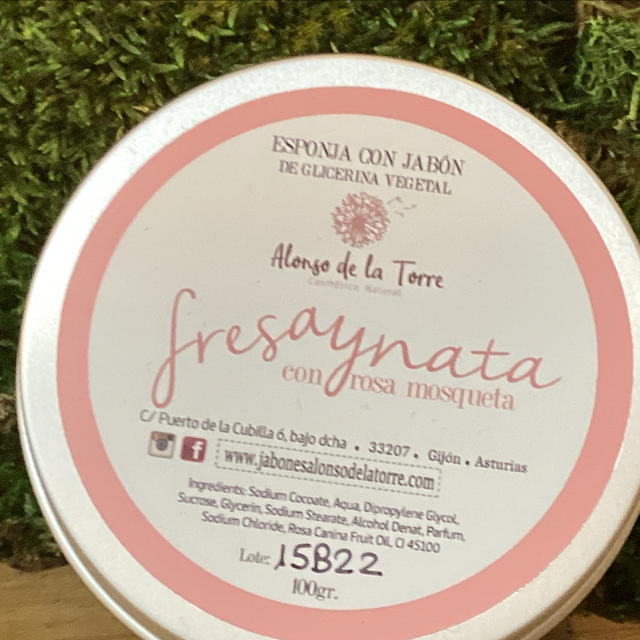 ESPONJA CON JABÓN
DE GLICERINA VEGETAL
Alonso de la Torre
Cosmética Natural
fresaynata
con rosa mosqueta
C/ Puerto de la Cubilla 6, bajo dcha . 33207 . Gijón . Asturias
www.jabonesalonsodelatorre.com
Ingredients: Sodium Cocoate, Aqua, Dipropylene Glycol,
Sucrose, Glycerin, Sodium Stearate, Alcohol Denat, Parfum,
Sodium Chloride, Rosa Canina Fruit OIL, CI 45100
Lote: 15B22
100gr.